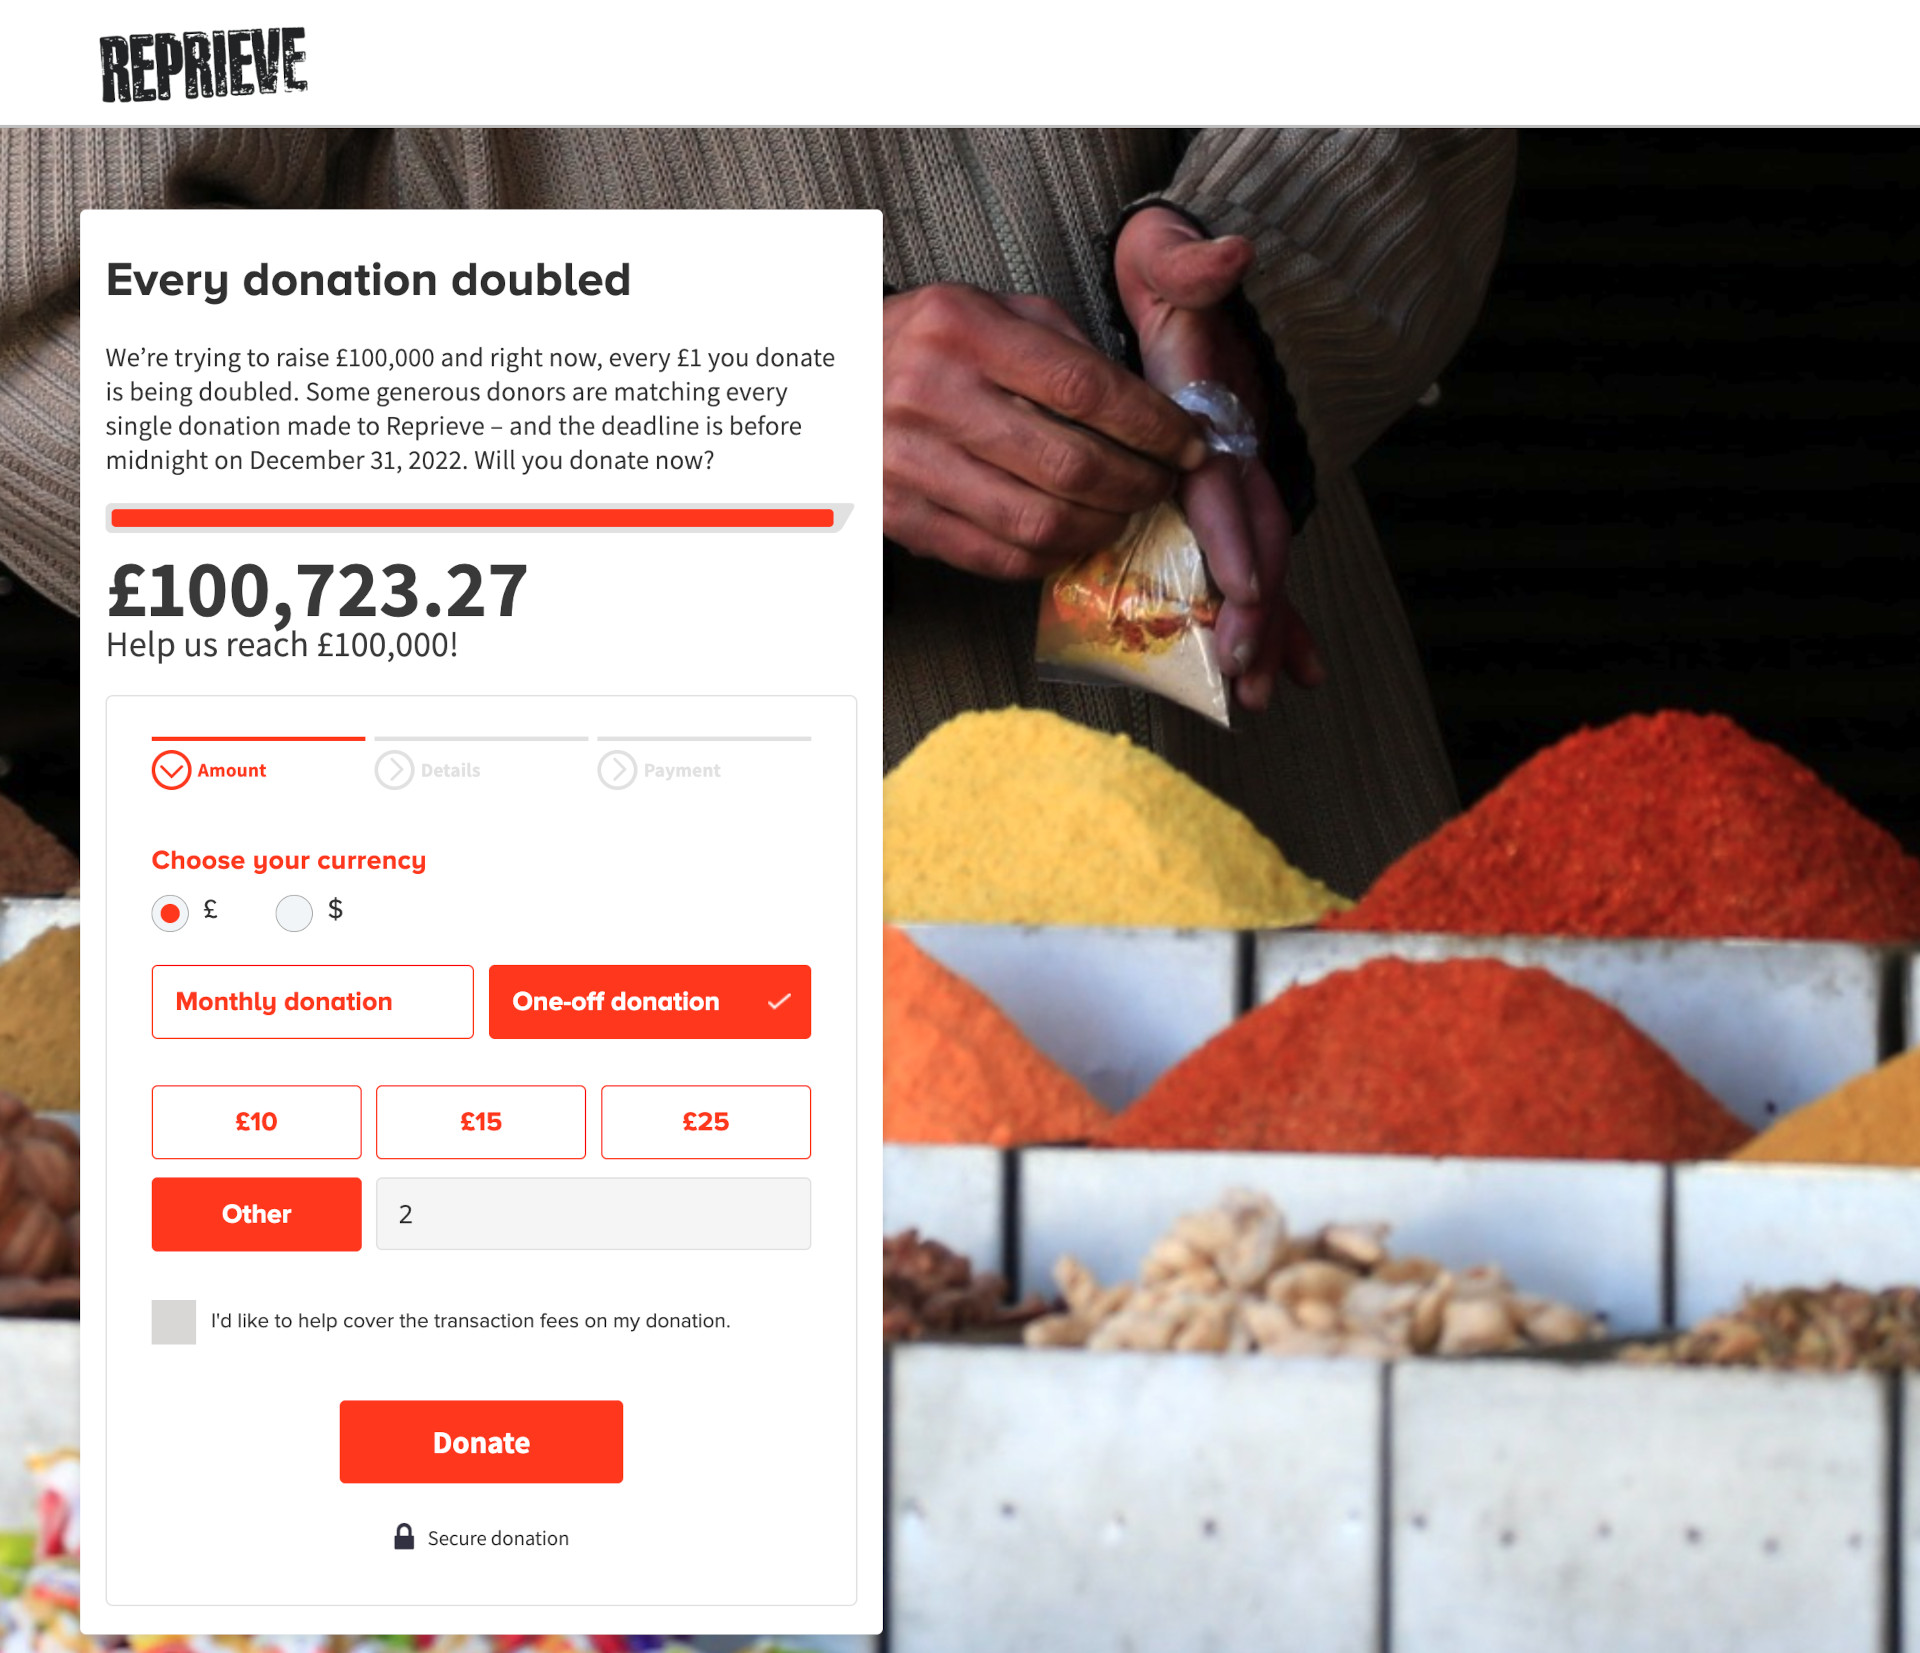 REPRIEVE
Every donation doubled
We're trying to raise £100,000 and right now, every £1 you donate
is being doubled. Some generous donors are matching every
single donation made to Reprieve – and the deadline is before
midnight on December 31, 2022. Will you donate now?
£100,723.27
Help us reach £100,000!
Amount Details Payment
Choose your currency
£ $
Monthly donation One-off donation
£10 £15 £25
Other 2
I'd like to help cover the transaction fees on my donation.
Donate
Secure donation